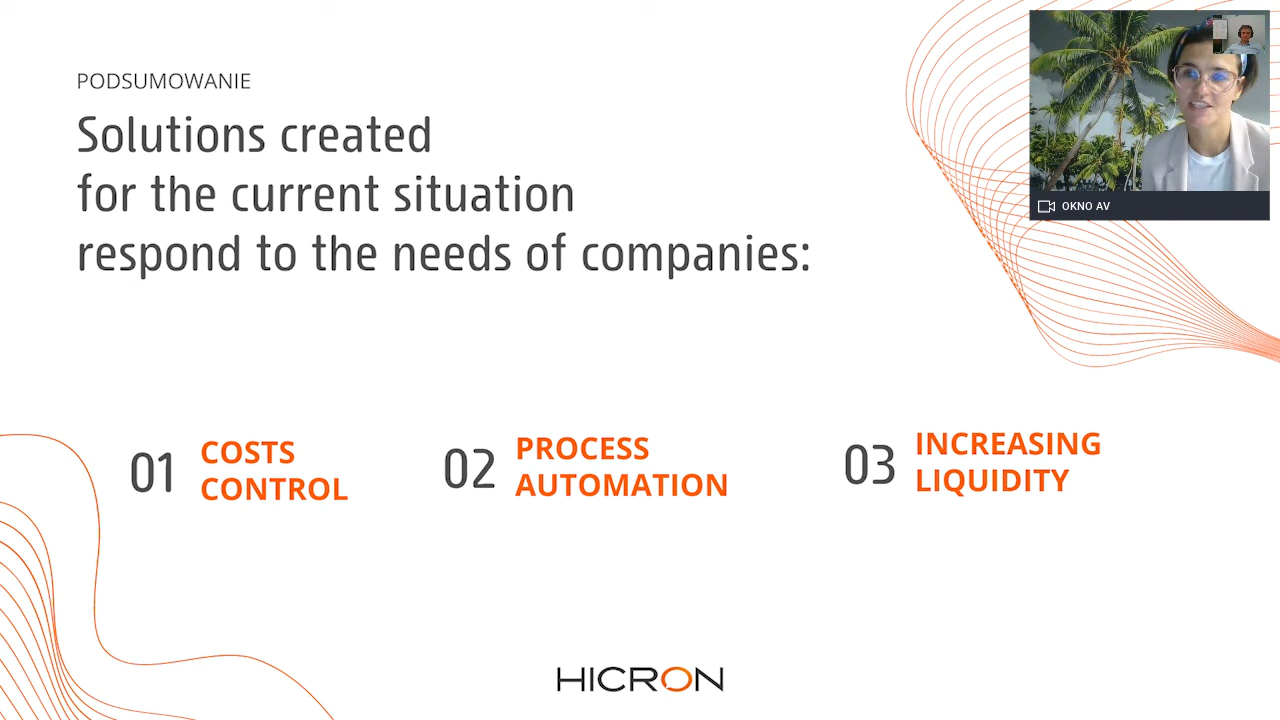 PODSUMOWANIE
Solutions created
for the current situation
respond to the needs of companies:
OKNO AV
01
COSTS
CONTROL
02
PROCESS
AUTOMATION
03
INCREASING
LIQUIDITY
HICRON